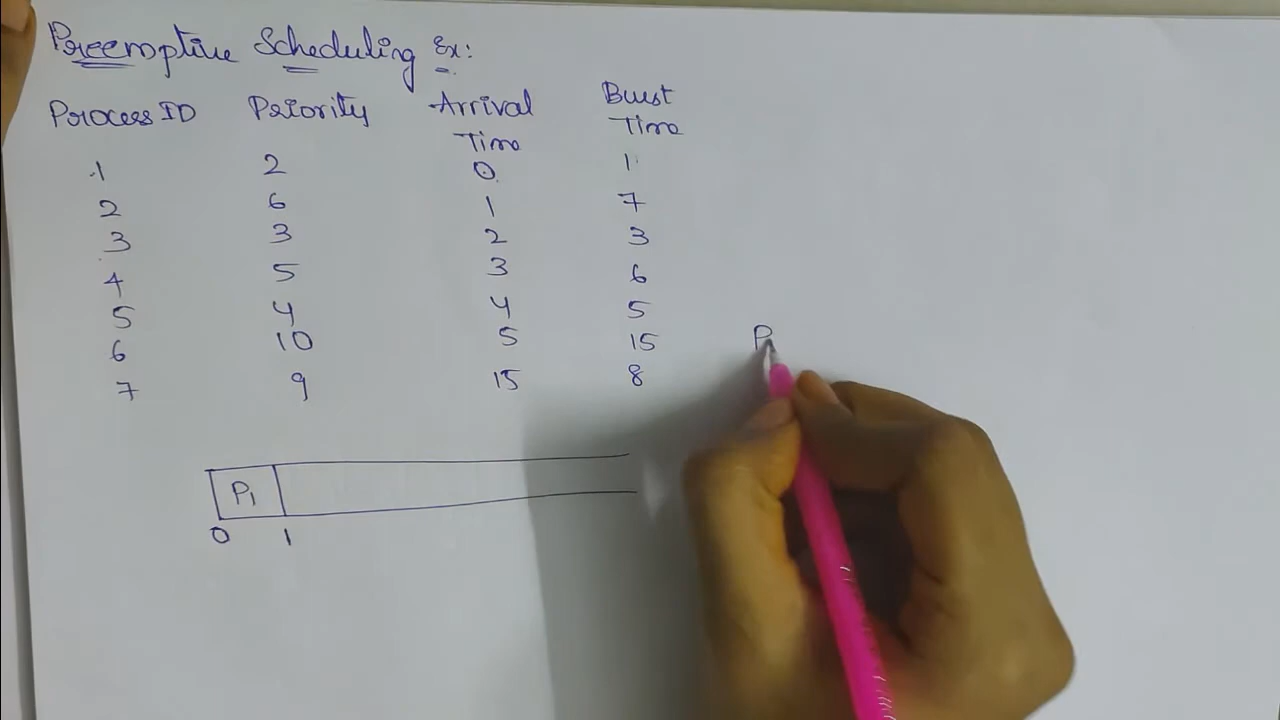 Preemptive Scheduling Ex:
Process ID Priority Arrival Time Burst Time
1 2 0 1
2 6 1 7
3 3 2 3
4 5 3 6
5 4 4 5
6 10 5 15
7 9 15 8
P
P1
0 1